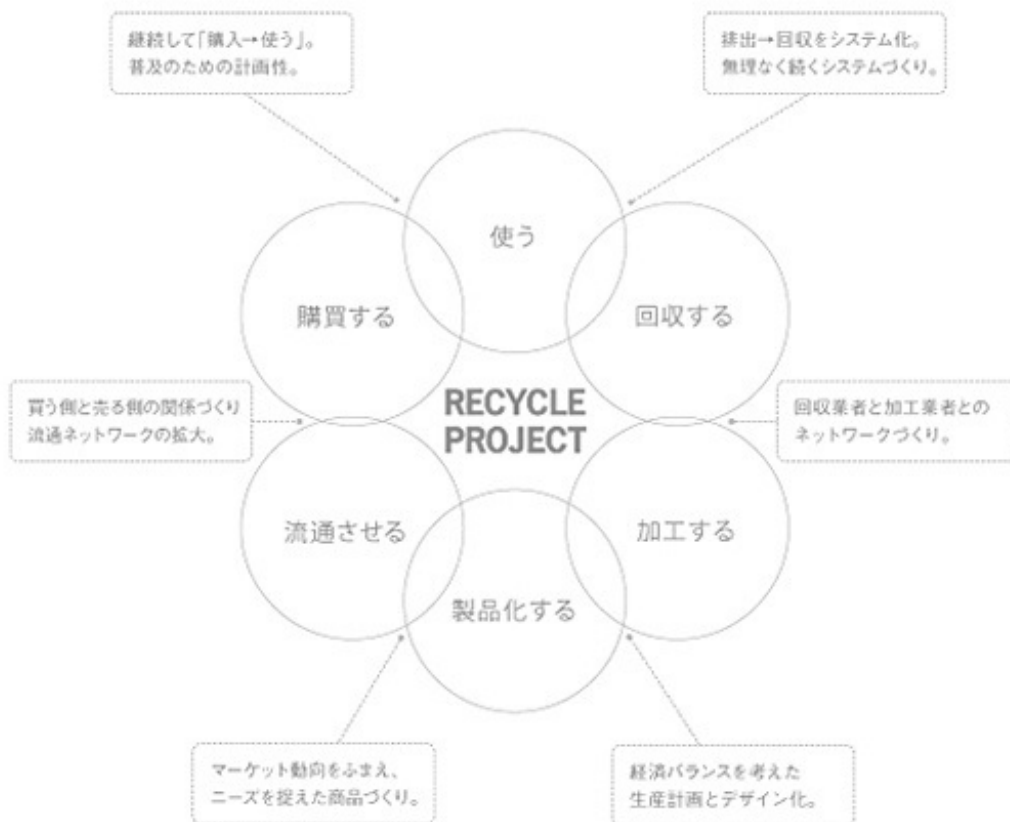 継続して「購入→使う」。
普及のための計画性。
排出→回収をシステム化。
無理なく続くシステムづくり。
使う
購買する
回収する
買う側と売る側の関係づくり
流通ネットワークの拡大。
RECYCLE
PROJECT
回収業者と加工業者との
ネットワークづくり。
流通させる
加工する
製品化する
マーケット動向をふまえ、
ニーズを捉えた商品づくり。
経済バランスを考えた
生産計画とデザイン化。